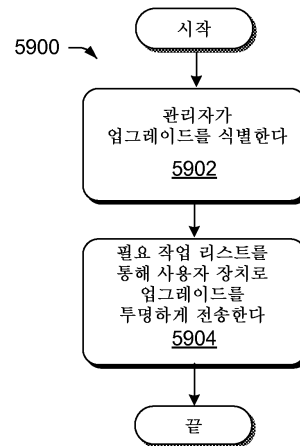 시작
5900
관리자가
업그레이드를 식별한다
5902
필요 작업 리스트를
통해 사용자 장치로
업그레이드를
투명하게 전송한다
5904
끝